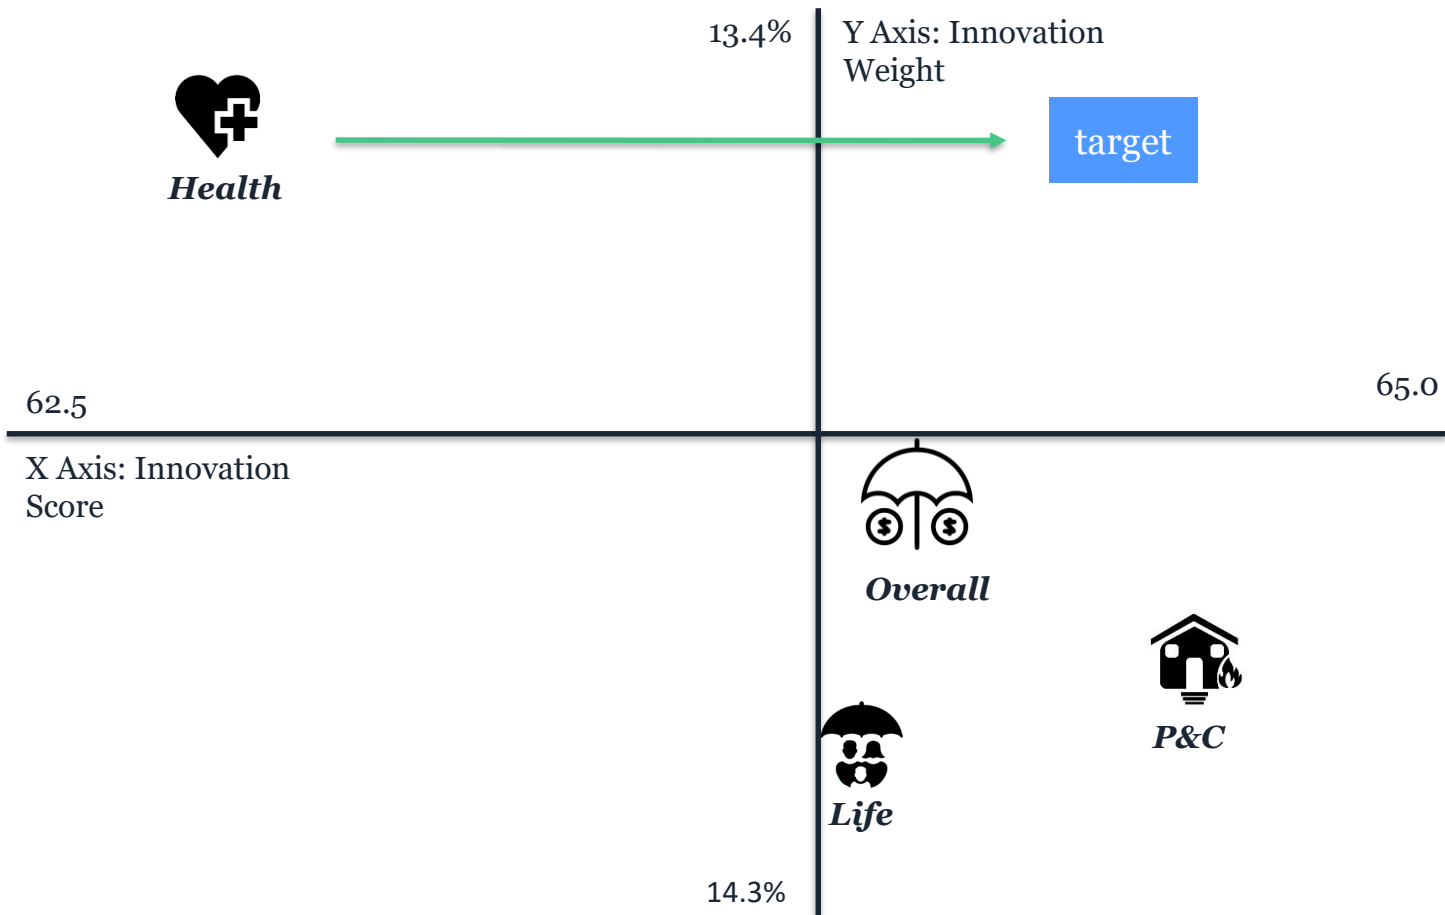 13.4%
Y Axis: Innovation
Weight
target
Health
62.5
65.0
X Axis: Innovation
Score
$ $
Overall
P&C
Life
14.3%